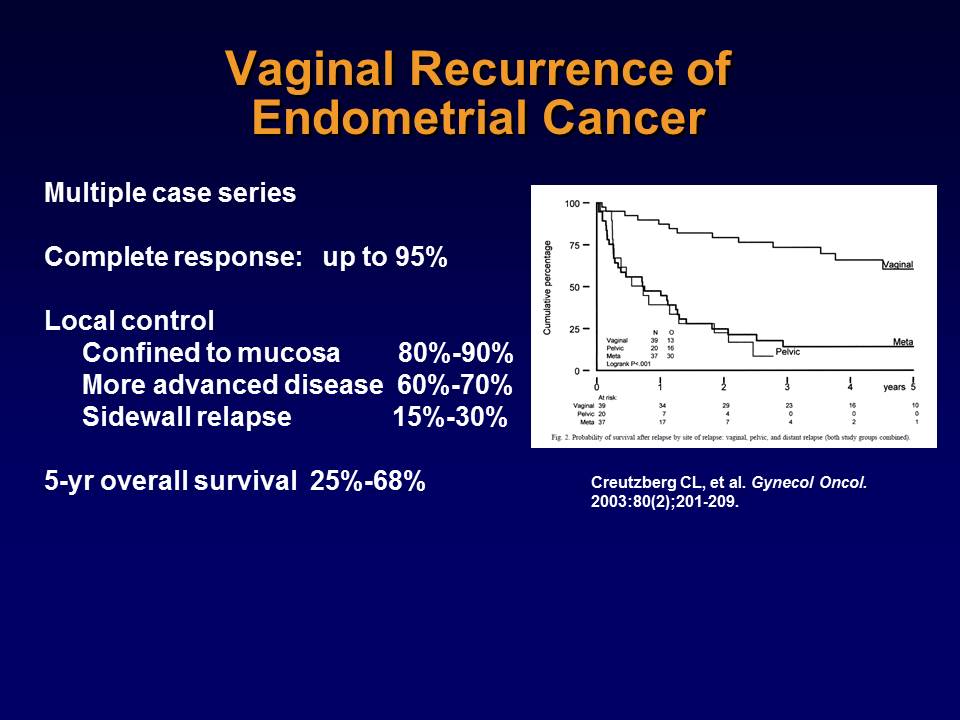 Vaginal Recurrence of
Endometrial Cancer
Multiple case series
Complete response: up to 95%
Local control
Confined to mucosa 80%-90%
More advanced disease 60%-70%
Sidewall relapse 15%-30%
5-yr overall survival 25%-68%
Cumulative percentage
100
75
50
25
0
Vaginal
Meta
Pelvic
N O
Vaginal 39 13
Pelvic 20 16
Meta 37 30
Logrank P<.001
0 1 2 3 4 years 5
At risk:
Vaginal 39 34 29 23 16 10
Pelvic 20 7 4 0 0 0
Meta 37 17 7 4 2 1
Fig. 2. Probability of survival after relapse by site of relapse: vaginal, pelvic, and distant relapse (both study groups combined).
Creutzberg CL, et al. Gynecol Oncol.
2003:80(2);201-209.